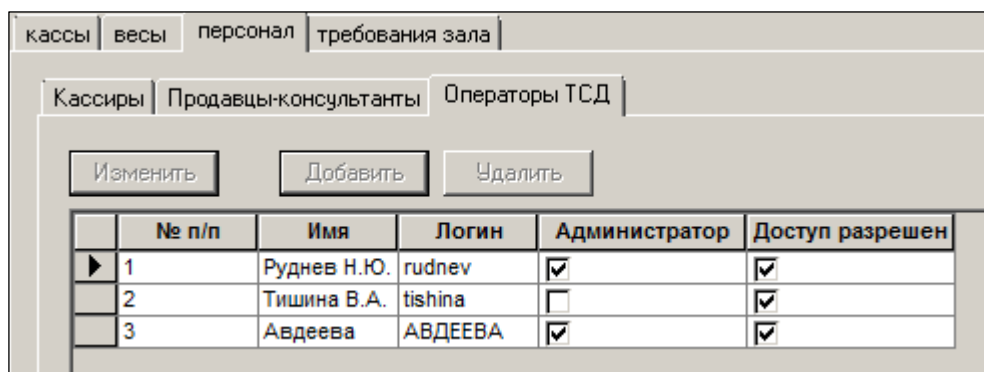 кассы весы персонал требования зала
Кассиры Продавцы-консультанты Операторы ТСД
Изменить Добавить Удалить
№ п/п Имя Логин Администратор Доступ разрешен
1 Руднев Н.Ю. rudnev
2 Тишина В.А. tishina
3 Авдеева АВДЕЕВА